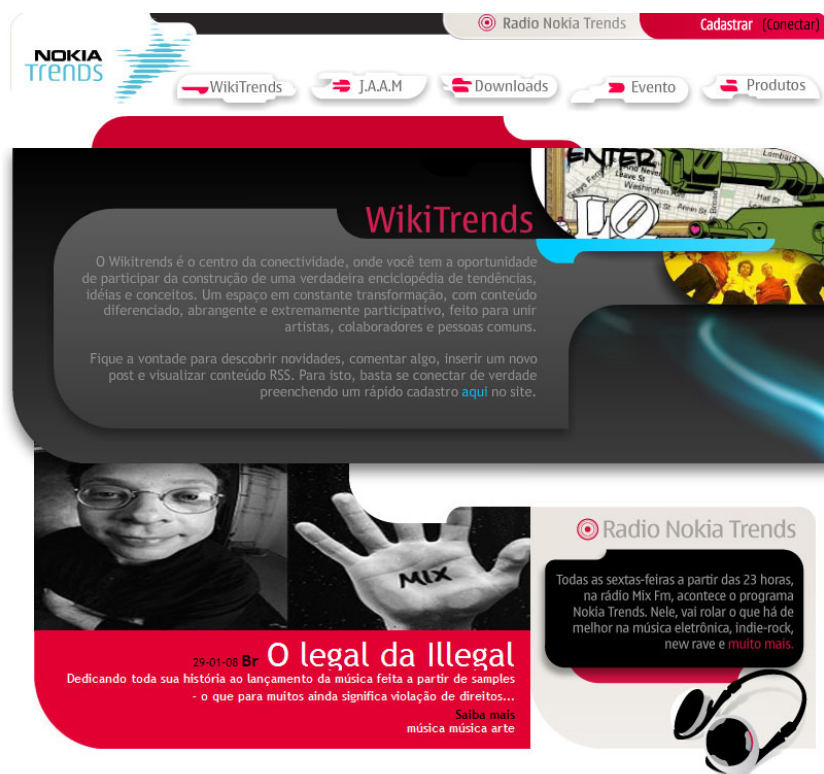 Radio Nokia Trends
Cadastrar (Conectar)
NOKIA
Trends
WikiTrends
J.A.A.M
Downloads
Evento
Produtos
ENTER
Lombard
And Never
Leave St
Washington
WikiTrends
O Wikitrends é o centro da conectividade, onde você tem a oportunidade
de participar da construção de uma verdadeira enciclopédia de tendências,
idéias e conceitos. Um espaço em constante transformação, com conteúdo
diferenciado, abrangente e extremamente participativo, feito para unir
artistas, colaboradores e pessoas comuns.
Fique a vontade para descobrir novidades, comentar algo, inserir um novo
post e visualizar conteúdo RSS. Para isto, basta se conectar de verdade
preenchendo um rápido cadastro aqui no site.
MIX
29-01-08 Br O legal da Illegal
Dedicando toda sua história ao lançamento da música feita a partir de samples
- o que para muitos ainda significa violação de direitos...
Saiba mais
música música arte
Radio Nokia Trends
Todas as sextas-feiras a partir das 23 horas,
na rádio Mix Fm, acontece o programa
Nokia Trends. Nele, vai rolar o que há de
melhor na música eletrônica, indie-rock,
new rave e muito mais.